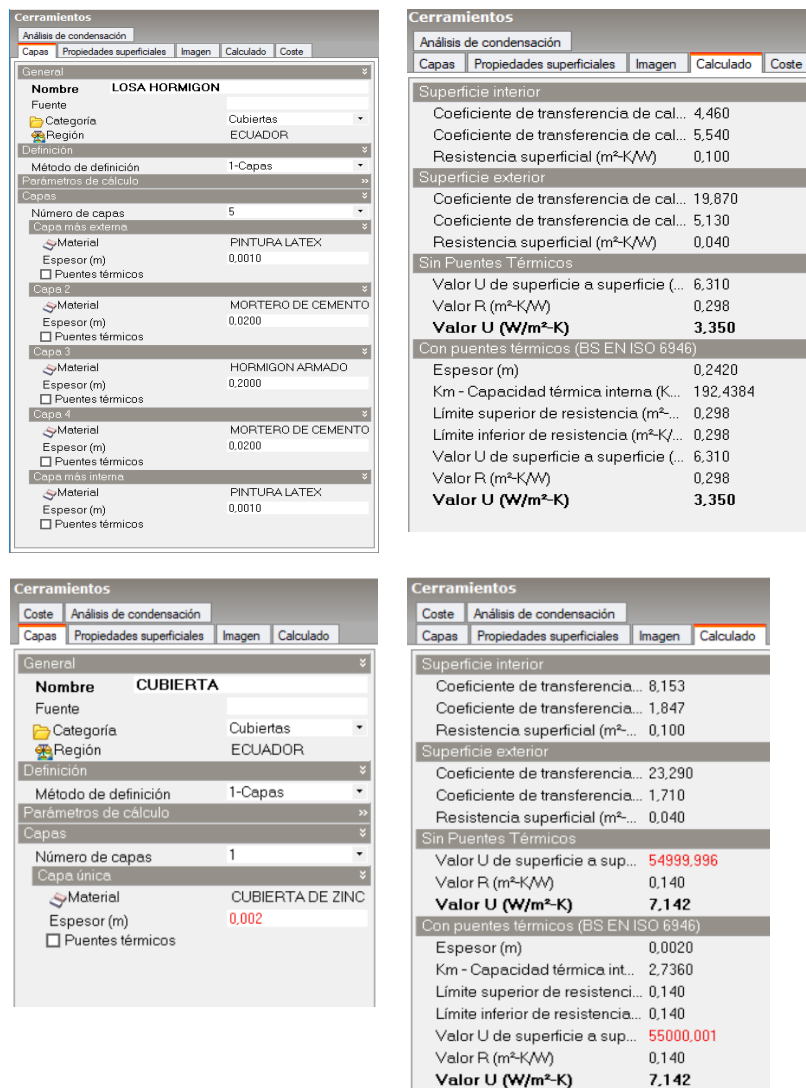 Cerramientos
Análisis de condensación
Capas Propiedades superficiales Imagen Calculado Coste
General
Nombre LOSA HORMIGON
Fuente
Categoría Cubiertas
Región ECUADOR
Definición
Método de definición 1-Capas
Parámetros de cálculo
Capas
Número de capas 5
Capa más externa
Material PINTURA LATEX
Espesor (m) 0,0010
Puentes térmicos
Capa 2
Material MORTERO DE CEMENTO
Espesor (m) 0,0200
Puentes térmicos
Capa 3
Material HORMIGON ARMADO
Espesor (m) 0,2000
Puentes térmicos
Capa 4
Material MORTERO DE CEMENTO
Espesor (m) 0,0200
Puentes térmicos
Capa más interna
Material PINTURA LATEX
Espesor (m) 0,0010
Puentes térmicos
Cerramientos
Análisis de condensación
Capas Propiedades superficiales Imagen Calculado Coste
Superficie interior
Coeficiente de transferencia de cal... 4,460
Coeficiente de transferencia de cal... 5,540
Resistencia superficial (m²-K/W) 0,100
Superficie exterior
Coeficiente de transferencia de cal... 19,870
Coeficiente de transferencia de cal... 5,130
Resistencia superficial (m²-K/W) 0,040
Sin Puentes Térmicos
Valor U de superficie a superficie (... 6,310
Valor R (m²-K/W) 0,298
Valor U (W/m²-K) 3,350
Con puentes térmicos (BS EN ISO 6946)
Espesor (m) 0,2420
Km - Capacidad térmica interna (K... 192,4384
Límite superior de resistencia (m²-... 0,298
Límite inferior de resistencia (m²-K/... 0,298
Valor U de superficie a superficie (... 6,310
Valor R (m²-K/W) 0,298
Valor U (W/m²-K) 3,350
Cerramientos
Coste Análisis de condensación
Capas Propiedades superficiales Imagen Calculado
General
Nombre CUBIERTA
Fuente
Categoría Cubiertas
Región ECUADOR
Definición
Método de definición 1-Capas
Parámetros de cálculo
Capas
Número de capas 1
Capa única
Material CUBIERTA DE ZINC
Espesor (m) 0,002
Puentes térmicos
Cerramientos
Coste Análisis de condensación
Capas Propiedades superficiales Imagen Calculado
Superficie interior
Coeficiente de transferencia... 8,153
Coeficiente de transferencia... 1,847
Resistencia superficial (m²-... 0,100
Superficie exterior
Coeficiente de transferencia... 23,290
Coeficiente de transferencia... 1,710
Resistencia superficial (m²-... 0,040
Sin Puentes Térmicos
Valor U de superficie a sup... 54999,996
Valor R (m²-K/W) 0,140
Valor U (W/m²-K) 7,142
Con puentes térmicos (BS EN ISO 6946)
Espesor (m) 0,0020
Km - Capacidad térmica int... 2,7360
Límite superior de resistenci... 0,140
Límite inferior de resistencia... 0,140
Valor U de superficie a sup... 55000,001
Valor R (m²-K/W) 0,140
Valor U (W/m²-K) 7,142